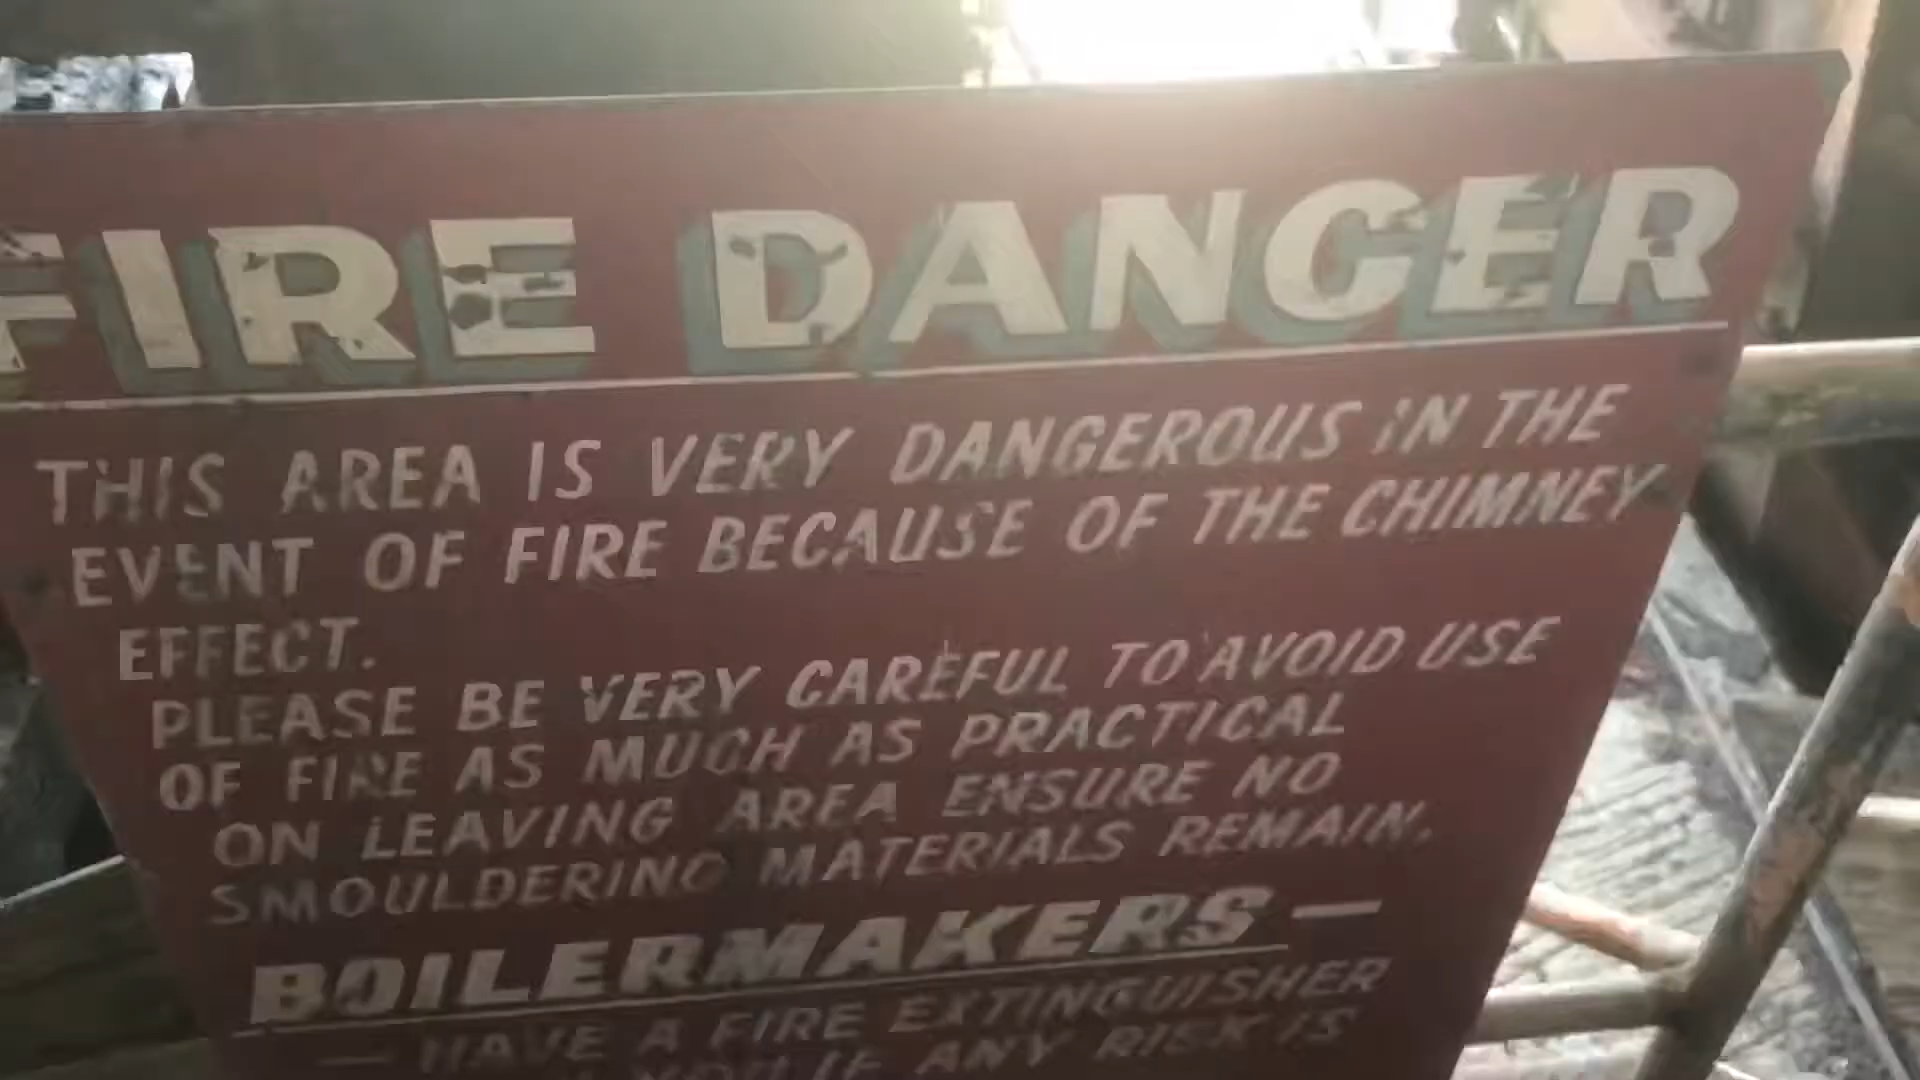 FIRE DANGER
THIS AREA IS VERY DANGEROUS IN THE
EVENT OF FIRE BECAUSE OF THE CHIMNEY
EFFECT.
PLEASE BE VERY CAREFUL TO AVOID USE
OF FIRE AS MUCH AS PRACTICAL
ON LEAVING AREA ENSURE NO
SMOULDERING MATERIALS REMAIN.
BOILERMAKERS —
— HAVE A FIRE EXTINGUISHER
YOU IF ANY RISK IS